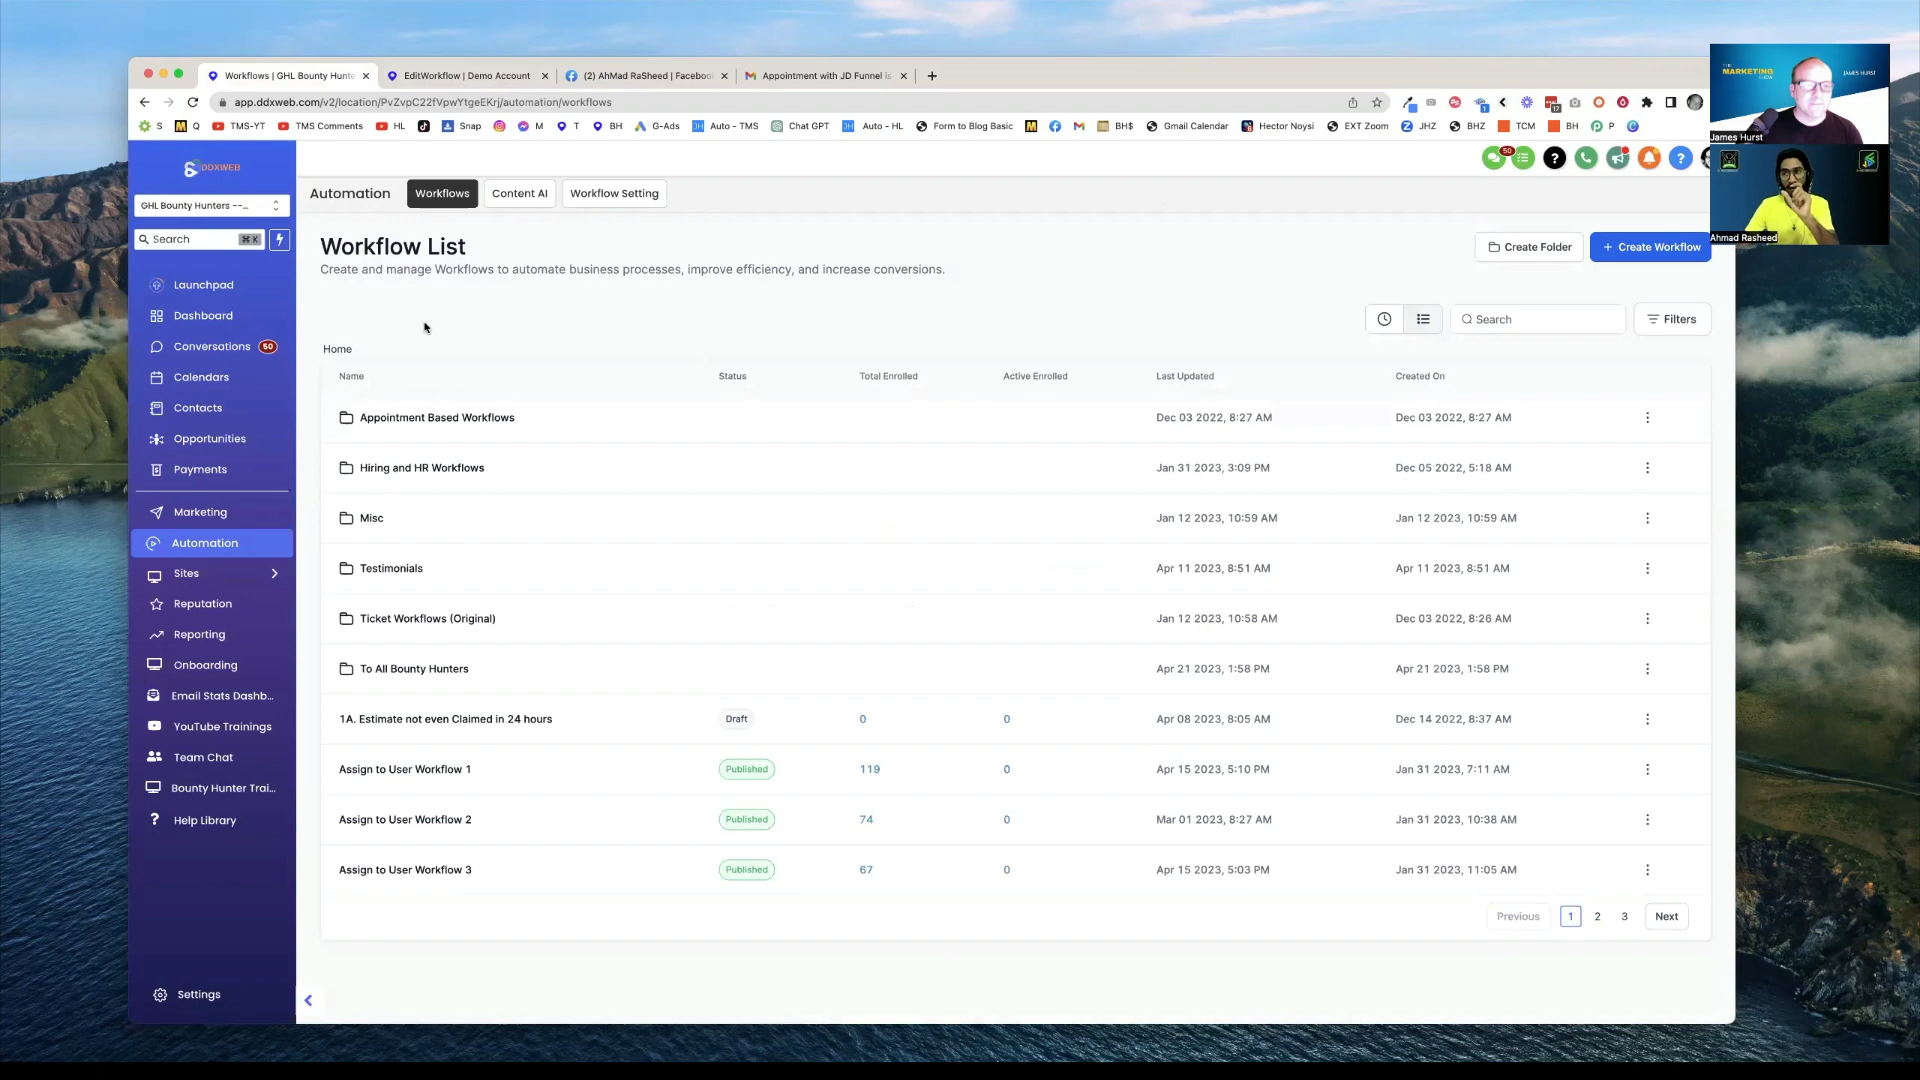 Workflows | GHL Bounty Hunte
EditWorkflow | Demo Account
(2) AhMad RaSheed | Faceboo
Appointment with JD Funnel is
app.ddxweb.com/v2/location/PvZvpC22fVpwYtgeEKrj/automation/workflows
S
Q
TMS-YT
TMS Comments
HL
Snap
M
T
BH
G-Ads
Auto - TMS
Chat GPT
Auto - HL
Form to Blog Basic
BH$
Gmail Calendar
Hector Noysi
EXT Zoom
JHZ
BHZ
TCM
BH
P
THE
MARKETING
SHOW
JAMES HURST
James Hurst
Ahmad Rasheed
DDXWEB
GHL Bounty Hunters --...
Search
⌘ K
Launchpad
Dashboard
Conversations 50
Calendars
Contacts
Opportunities
Payments
Marketing
Automation
Sites
Reputation
Reporting
Onboarding
Email Stats Dashb...
YouTube Trainings
Team Chat
Bounty Hunter Trai...
Help Library
Settings
50
Automation Workflows Content AI Workflow Setting
Workflow List
Create and manage Workflows to automate business processes, improve efficiency, and increase conversions.
Create Folder
+ Create Workflow
Search
Filters
Home
Name Status Total Enrolled Active Enrolled Last Updated Created On
Appointment Based Workflows Dec 03 2022, 8:27 AM Dec 03 2022, 8:27 AM
Hiring and HR Workflows Jan 31 2023, 3:09 PM Dec 05 2022, 5:18 AM
Misc Jan 12 2023, 10:59 AM Jan 12 2023, 10:59 AM
Testimonials Apr 11 2023, 8:51 AM Apr 11 2023, 8:51 AM
Ticket Workflows (Original) Jan 12 2023, 10:58 AM Dec 03 2022, 8:26 AM
To All Bounty Hunters Apr 21 2023, 1:58 PM Apr 21 2023, 1:58 PM
1A. Estimate not even Claimed in 24 hours Draft 0 0 Apr 08 2023, 8:05 AM Dec 14 2022, 8:37 AM
Assign to User Workflow 1 Published 119 0 Apr 15 2023, 5:10 PM Jan 31 2023, 7:11 AM
Assign to User Workflow 2 Published 74 0 Mar 01 2023, 8:27 AM Jan 31 2023, 10:38 AM
Assign to User Workflow 3 Published 67 0 Apr 15 2023, 5:03 PM Jan 31 2023, 11:05 AM
Previous 1 2 3 Next